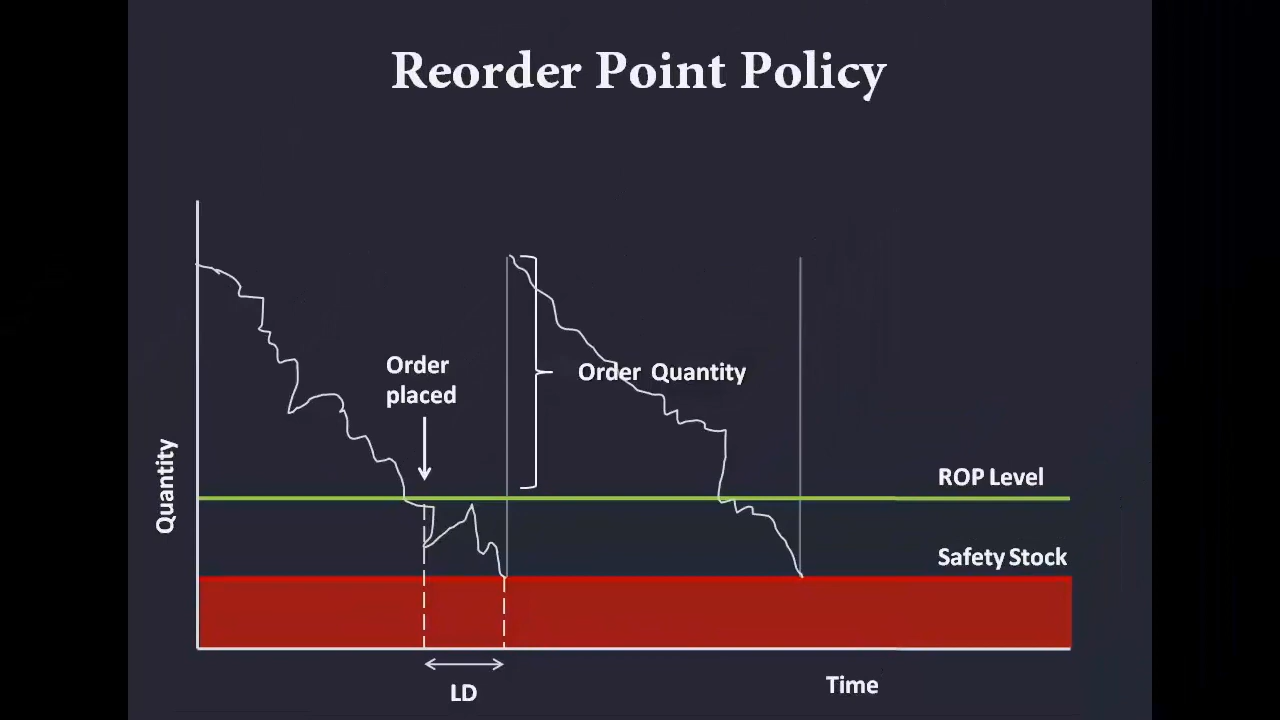 Reorder Point Policy
Order
placed
Order Quantity
Quantity
ROP Level
Safety Stock
LD
Time